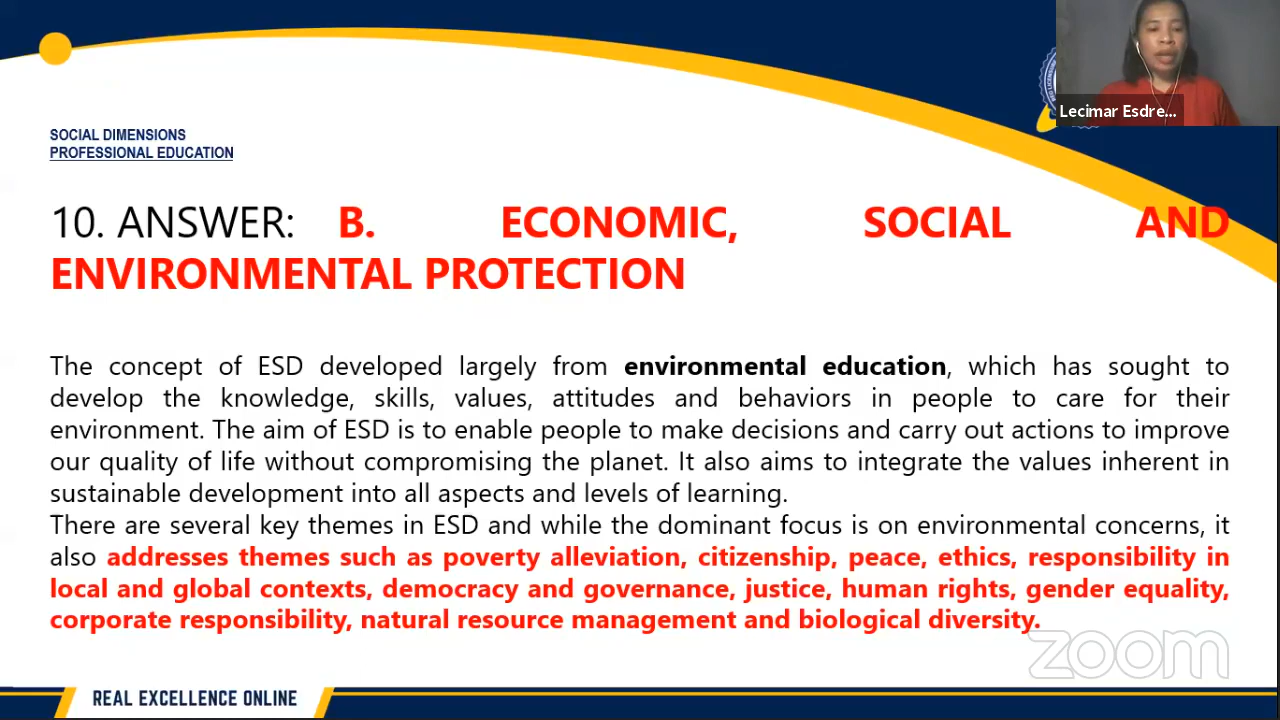 Lecimar Esdre...
SOCIAL DIMENSIONS
PROFESSIONAL EDUCATION
10. ANSWER: B. ECONOMIC, SOCIAL AND
ENVIRONMENTAL PROTECTION
The concept of ESD developed largely from environmental education, which has sought to
develop the knowledge, skills, values, attitudes and behaviors in people to care for their
environment. The aim of ESD is to enable people to make decisions and carry out actions to improve
our quality of life without compromising the planet. It also aims to integrate the values inherent in
sustainable development into all aspects and levels of learning.
There are several key themes in ESD and while the dominant focus is on environmental concerns, it
also addresses themes such as poverty alleviation, citizenship, peace, ethics, responsibility in
local and global contexts, democracy and governance, justice, human rights, gender equality,
corporate responsibility, natural resource management and biological diversity.
zoom
REAL EXCELLENCE ONLINE